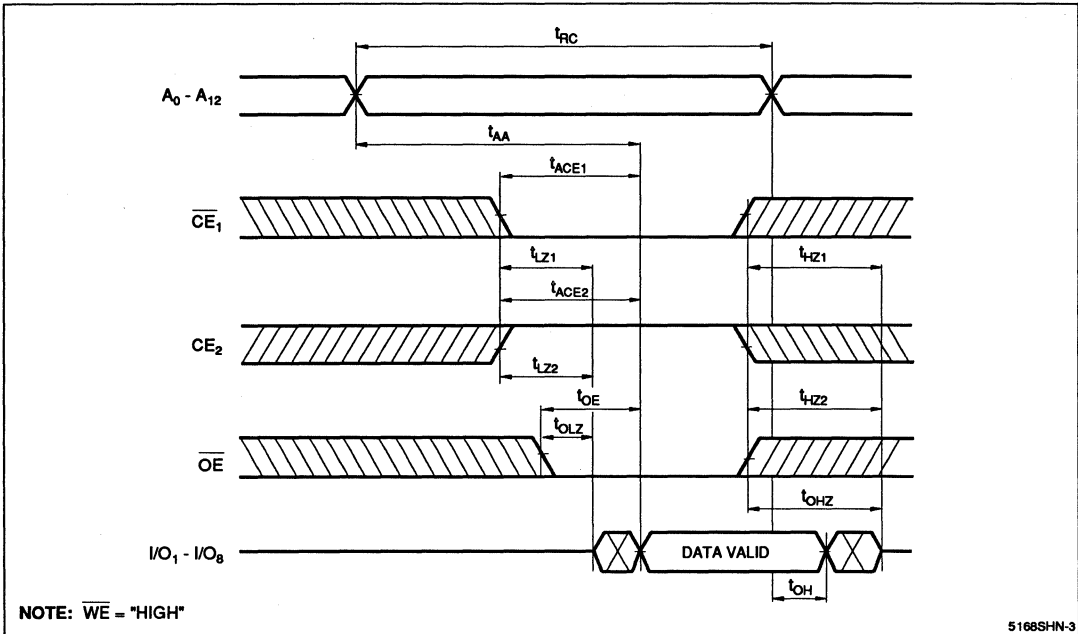 tRC
A0 - A12
tAA
tACE1
CE1
tLZ1
tHZ1
tACE2
CE2
tLZ2
tOE
tHZ2
tOLZ
OE
tOHZ
I/O1 - I/O8
DATA VALID
tOH
NOTE: WE = "HIGH"
5168SHN-3